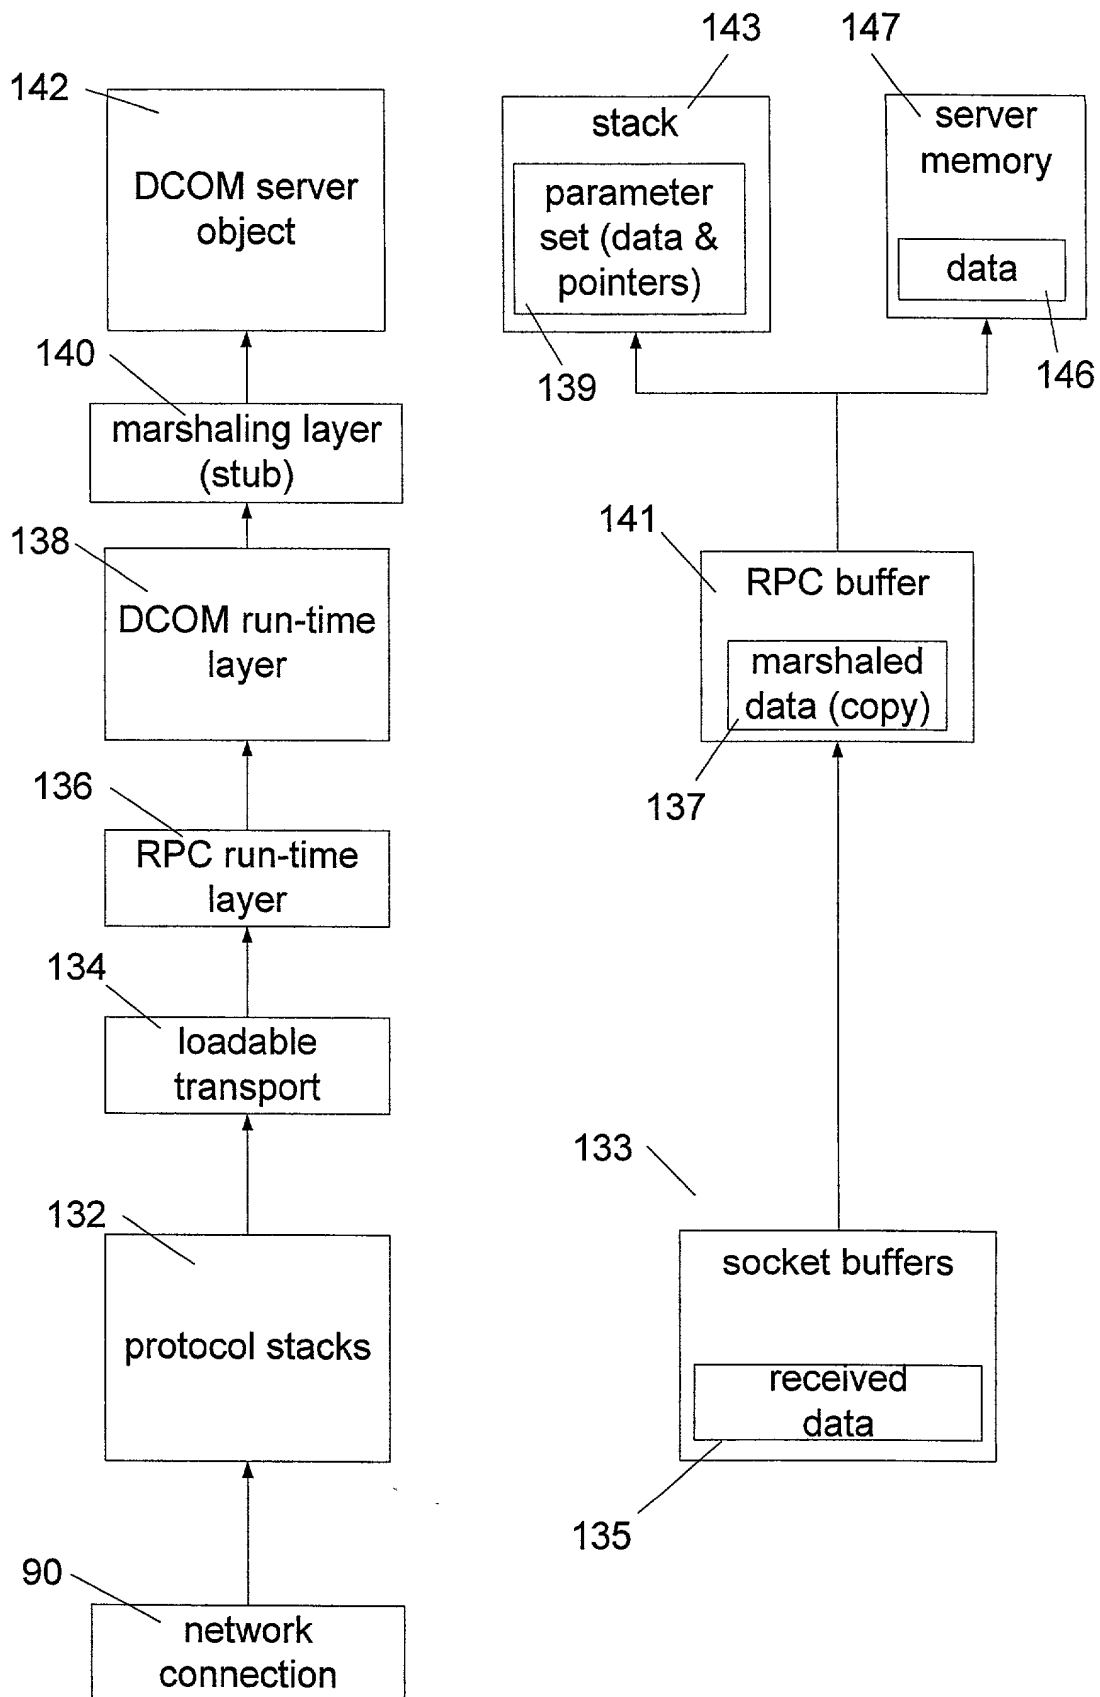 143
147
142
stack
server
memory
DCOM server
object
parameter
set (data &
pointers)
data
140
139
146
marshaling layer
(stub)
138
141
RPC buffer
DCOM run-time
layer
marshaled
data (copy)
136
137
RPC run-time
layer
134
loadable
transport
133
132
socket buffers
protocol stacks
received
data
135
90
network
connection